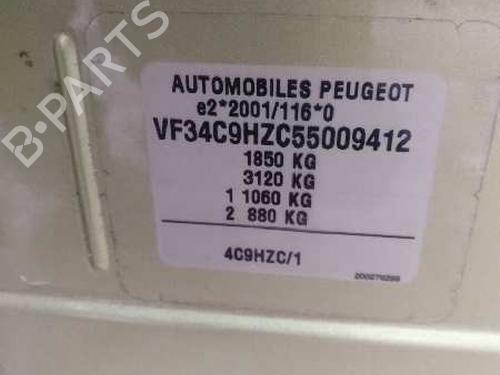 B-PARTS
AUTOMOBILES PEUGEOT
e2*2001/116*0
VF34C9HZC55009412
1850 KG
3120 KG
1 1060 KG
2 880 KG
4C9HZC/1